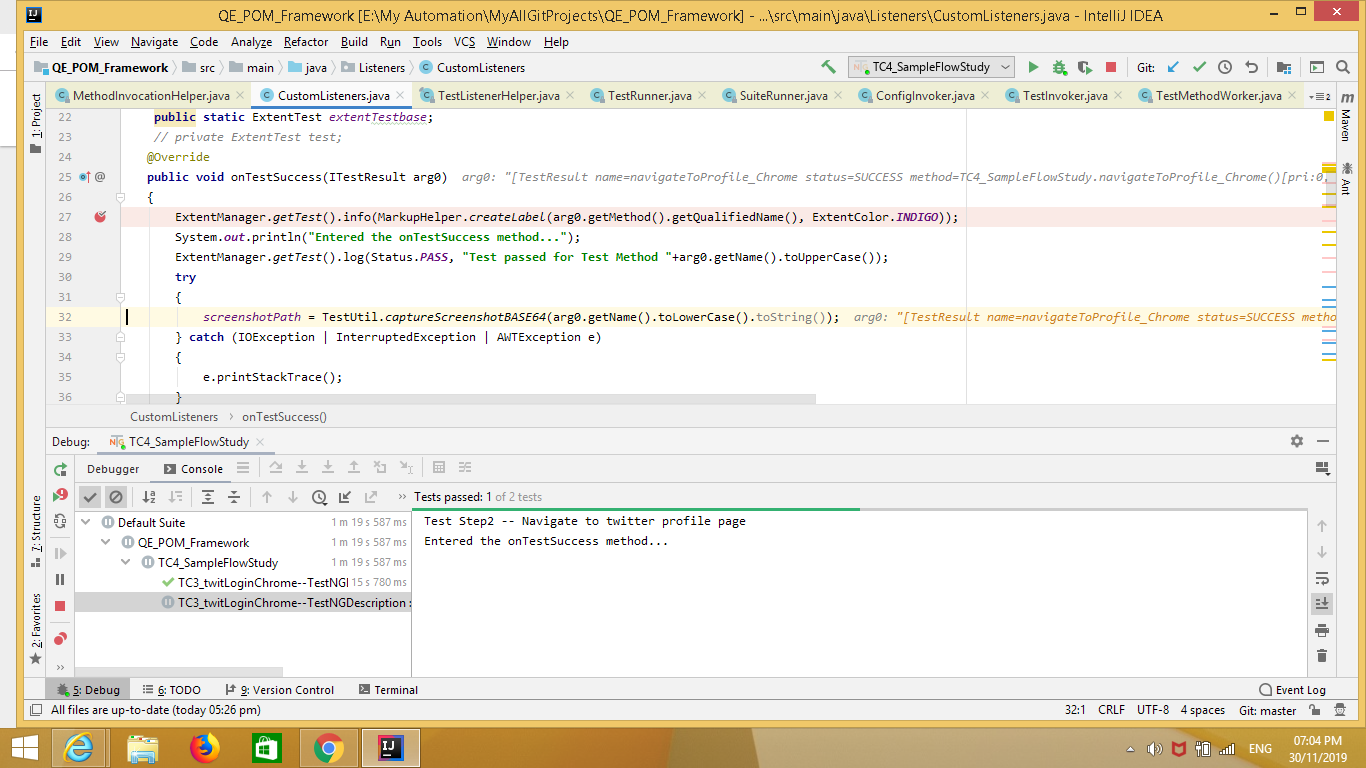 QE_POM_Framework [E:\My Automation\MyAllGitProjects\QE_POM_Framework] - ...\src\main\java\Listeners\CustomListeners.java - IntelliJ IDEA
File Edit View Navigate Code Analyze Refactor Build Run Tools VCS Window Help
QE_POM_Framework src main java Listeners CustomListeners TC4_SampleFlowStudy Git:
MethodInvocationHelper.java CustomListeners.java TestListenerHelper.java TestRunner.java SuiteRunner.java ConfigInvoker.java TestInvoker.java TestMethodWorker.java 2
1: Project
7: Structure
2: Favorites
Maven
Ant
22 public static ExtentTest extentTestbase;
23 // private ExtentTest test;
24 @Override
25 @ public void onTestSuccess(ITestResult arg0) arg0: "[TestResult name=navigateToProfile_Chrome status=SUCCESS method=TC4_SampleFlowStudy.navigateToProfile_Chrome()[pri:0,
26 {
27 ExtentManager.getTest().info(MarkupHelper.createLabel(arg0.getMethod().getQualifiedName(), ExtentColor.INDIGO));
28 System.out.println("Entered the onTestSuccess method...");
29 ExtentManager.getTest().log(Status.PASS, "Test passed for Test Method "+arg0.getName().toUpperCase());
30 try
31 {
32 screenshotPath = TestUtil.captureScreenshotBASE64(arg0.getName().toLowerCase().toString()); arg0: "[TestResult name=navigateToProfile_Chrome status=SUCCESS metho
33 } catch (IOException | InterruptedException | AWTException e)
34 {
35 e.printStackTrace();
36 }
CustomListeners › onTestSuccess()
Debug: TC4_SampleFlowStudy
Debugger Console
Tests passed: 1 of 2 tests
Default Suite 1 m 19 s 587 ms
QE_POM_Framework 1 m 19 s 587 ms
TC4_SampleFlowStudy 1 m 19 s 587 ms
TC3_twitLoginChrome--TestNGI 15 s 780 ms
TC3_twitLoginChrome--TestNGDescription :
Test Step2 -- Navigate to twitter profile page
Entered the onTestSuccess method...
5: Debug 6: TODO 9: Version Control Terminal Event Log
All files are up-to-date (today 05:26 pm) 32:1 CRLF UTF-8 4 spaces Git: master
ENG
07:04 PM
30/11/2019